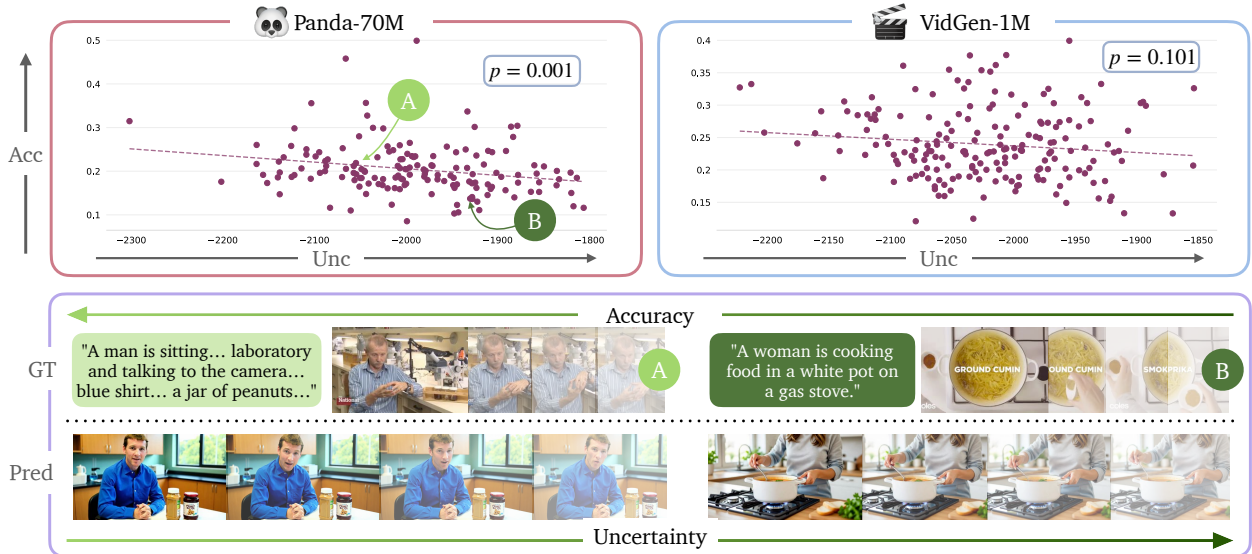 Panda-70M
VidGen-1M
0.5
0.4
0.3
0.2
0.1
p = 0.001
A
B
Acc
−2300
−2200
−2100
−2000
−1900
−1800
Unc
0.4
0.35
0.3
0.25
0.2
0.15
p = 0.101
−2200
−2150
−2100
−2050
−2000
−1950
−1900
−1850
Unc
Accuracy
GT
"A man is sitting… laboratory
and talking to the camera…
blue shirt… a jar of peanuts…"
National
A
"A woman is cooking
food in a white pot on
a gas stove."
GROUND CUMIN
OUND CUMIN
SMOKPRIKA
B
Pred
Uncertainty